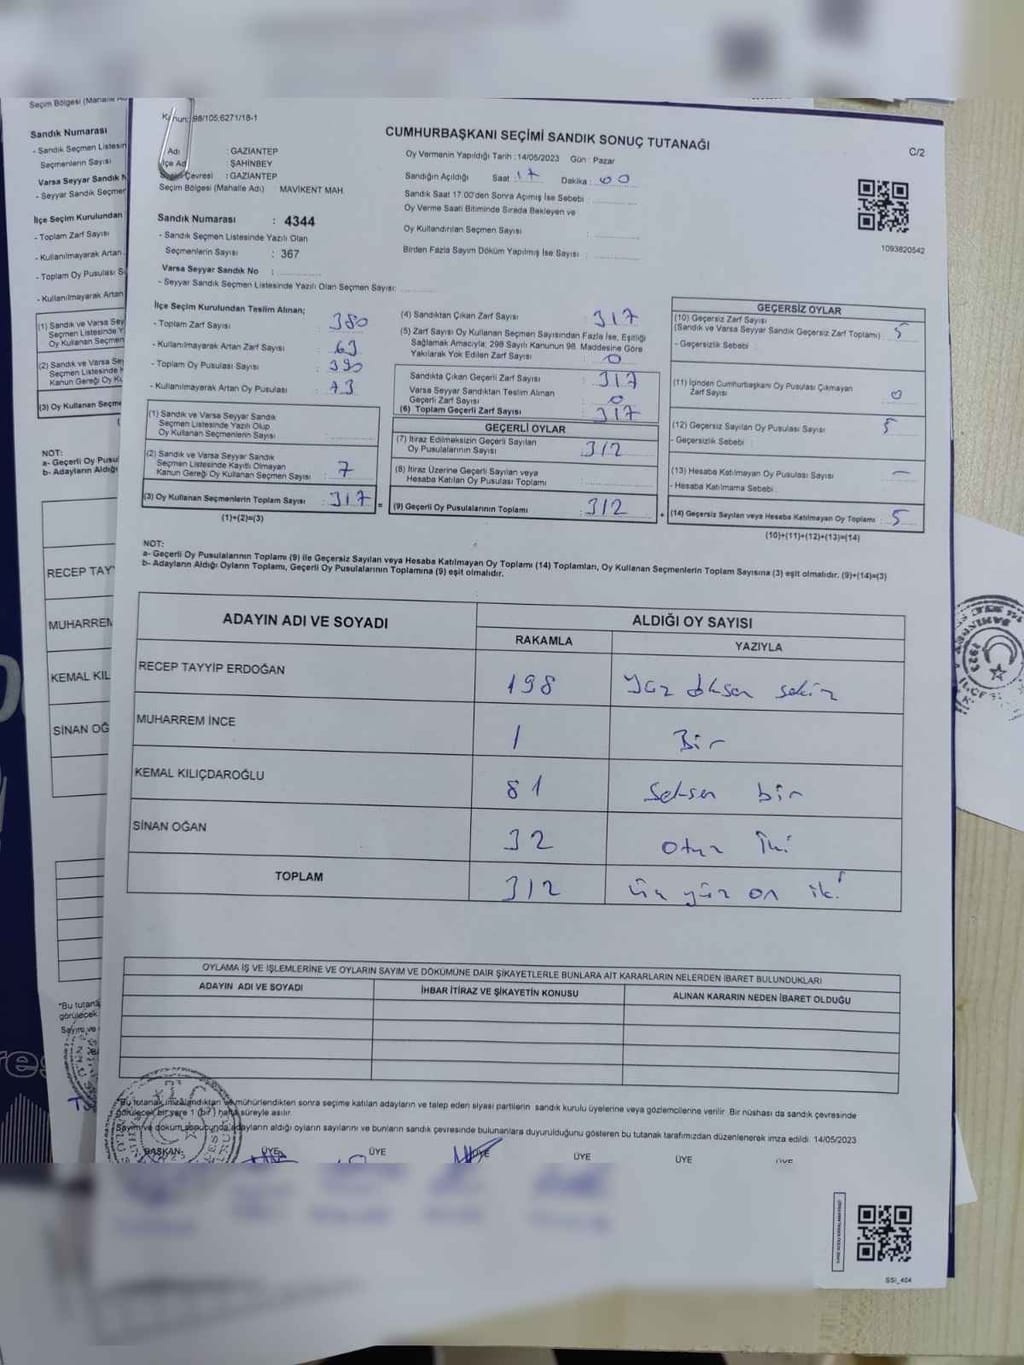 Seçim Bölgesi (Mahalle Adı
Sandık Numarası
- Sandık Seçmen Listesin
Seçmenlerin Sayısı
Varsa Seyyar Sandık N
- Seyyar Sandık Seçmer
İlçe Seçim Kurulundan
- Toplam Zarf Sayısı
- Kullanılmayarak Artan
- Toplam Oy Pusulası S
- Kullanılmayarak Artan
(1) Sandık ve Varsa Sey
Seçmen Listesinde Y
Oy Kullanan Seçmen
(2) Sandık ve Varsa Se
Seçmen Listesinde K
Kanun Gereği Oy Ku
(3) Oy Kullanan Seçme
NOT:
a- Geçerli Oy Pusu
b- Adayların Aldığı
RECEP TAY
MUHARREM
KEMAL KIL
SİNAN OĞ
Kanun: 98/105,6271/18-1
CUMHURBAŞKANI SEÇİMİ SANDIK SONUÇ TUTANAĞI
C/2
Adı : GAZİANTEP
İlçe Ad : ŞAHİNBEY
Seçim Çevresi : GAZİANTEP
Seçim Bölgesi (Mahalle Adı) MAVİKENT MAH.
Oy Vermenin Yapıldığı Tarih : 14/05/2023 Gün : Pazar
Sandığın Açıldığı Saat : 17 Dakika : 00
Sandık Saat 17:00'den Sonra Açımış İse Sebebi :
Oy Verme Saati Bitiminde Sırada Bekleyen ve
Oy Kullandırılan Seçmen Sayısı :
Birden Fazla Sayım Döküm Yapılmış İse Sayısı :
1093820542
Sandık Numarası : 4344
- Sandık Seçmen Listesinde Yazılı Olan
Seçmenlerin Sayısı : 367
Varsa Seyyar Sandık No :
- Seyyar Sandık Seçmen Listesinde Yazılı Olan Seçmen Sayısı:
İlçe Seçim Kurulundan Teslim Alınan;
- Toplam Zarf Sayısı : 380
- Kullanılmayarak Artan Zarf Sayısı : 63
- Toplam Oy Pusulası Sayısı : 390
- Kullanılmayarak Artan Oy Pusulası : 73
(1) Sandık ve Varsa Seyyar Sandık
Seçmen Listesinde Yazılı Olup
Oy Kullanan Seçmenlerin Sayısı :
(2) Sandık ve Varsa Seyyar Sandık
Seçmen Listesinde Kayıtlı Olmayan
Kanun Gereği Oy Kullanan Seçmen Sayısı : 7
(3) Oy Kullanan Seçmenlerin Toplam Sayısı : 317
(1)+(2)=(3)
=
(4) Sandıktan Çıkan Zarf Sayısı : 317
(5) Zarf Sayısı Oy Kullanan Seçmen Sayısından Fazla İse, Eşitliği
Sağlamak Amacıyla; 298 Sayılı Kanunun 98. Maddesine Göre
Yakılarak Yok Edilen Zarf Sayısı : 0
Sandıkta Çıkan Geçerli Zarf Sayısı : 317
Varsa Seyyar Sandıktan Teslim Alınan
Geçerli Zarf Sayısı : 0
(6) Toplam Geçerli Zarf Sayısı : 317
GEÇERLİ OYLAR
(7) İtiraz Edilmeksizin Geçerli Sayılan
Oy Pusulalarının Sayısı : 312
(8) İtiraz Üzerine Geçerli Sayılan veya
Hesaba Katılan Oy Pusulası Toplamı :
(9) Geçerli Oy Pusulalarının Toplamı : 312
+
GEÇERSİZ OYLAR
(10) Geçersiz Zarf Sayısı
(Sandık ve Varsa Seyyar Sandık Geçersiz Zarf Toplamı) : 5
- Geçersizlik Sebebi :
(11) İçinden Cumhurbaşkanı Oy Pusulası Çıkmayan
Zarf Sayısı : 0
(12) Geçersiz Sayılan Oy Pusulası Sayısı : 5
- Geçersizlik Sebebi :
(13) Hesaba Katılmayan Oy Pusulası Sayısı : —
- Hesaba Katılmama Sebebi :
(14) Geçersiz Sayılan veya Hesaba Katılmayan Oy Toplamı : 5
(10)+(11)+(12)+(13)=(14)
NOT:
a- Geçerli Oy Pusulalarının Toplamı (9) ile Geçersiz Sayılan veya Hesaba Katılmayan Oy Toplamı (14) Toplamları, Oy Kullanan Seçmenlerin Toplam Sayısına (3) eşit olmalıdır. (9)+(14)=(3)
b- Adayların Aldığı Oyların Toplamı, Geçerli Oy Pusulalarının Toplamına (9) eşit olmalıdır.
ADAYIN ADI VE SOYADI ALDIĞI OY SAYISI
RAKAMLA YAZIYLA
RECEP TAYYİP ERDOĞAN 198 Yüz doksan sekiz
MUHARREM İNCE 1 Bir
KEMAL KILIÇDAROĞLU 81 Seksen bir
SİNAN OĞAN 32 otuz iki
TOPLAM 312 üç yüz on iki
OYLAMA İŞ VE İŞLEMLERİNE VE OYLARIN SAYIM VE DÖKÜMÜNE DAİR ŞİKAYETLERLE BUNLARA AİT KARARLARIN NELERDEN İBARET BULUNDUKLARI
ADAYIN ADI VE SOYADI İHBAR İTİRAZ VE ŞİKAYETİN KONUSU ALINAN KARARIN NEDEN İBARET OLDUĞU
"Bu tutana
görülecek
Sayım ve
"Bu tutanak imzalandıktan ve mühürlendikten sonra seçime katılan adayların ve talep eden siyasi partilerin sandık kurulu üyelerine veya gözlemcilerine verilir. Bir nüshası da sandık çevresinde
görülecek bir yere 1 (bir) hafta süreyle asılır.
Sayım ve döküm sonucunda adayların aldığı oyların sayılarını ve bunların sandık çevresinde bulunanlara duyurulduğunu gösteren bu tutanak tarafımızdan düzenlenerek imza edildi. 14/05/2023
BAŞKAN ÜYE ÜYE ÜYE ÜYE ÜYE ÜYE
SSI_404